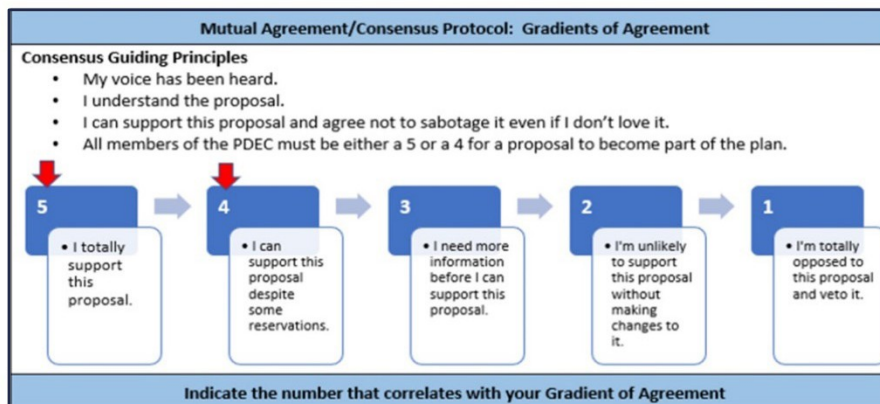 Mutual Agreement/Consensus Protocol: Gradients of Agreement
Consensus Guiding Principles
• My voice has been heard.
• I understand the proposal.
• I can support this proposal and agree not to sabotage it even if I don't love it.
• All members of the PDEC must be either a 5 or a 4 for a proposal to become part of the plan.
5
• I totally
support
this
proposal.
4
• I can
support this
proposal
despite
some
reservations.
3
• I need more
information
before I can
support this
proposal.
2
• I'm unlikely
to support
this proposal
without
making
changes to
it.
1
• I'm totally
opposed to
this proposal
and veto it.
Indicate the number that correlates with your Gradient of Agreement